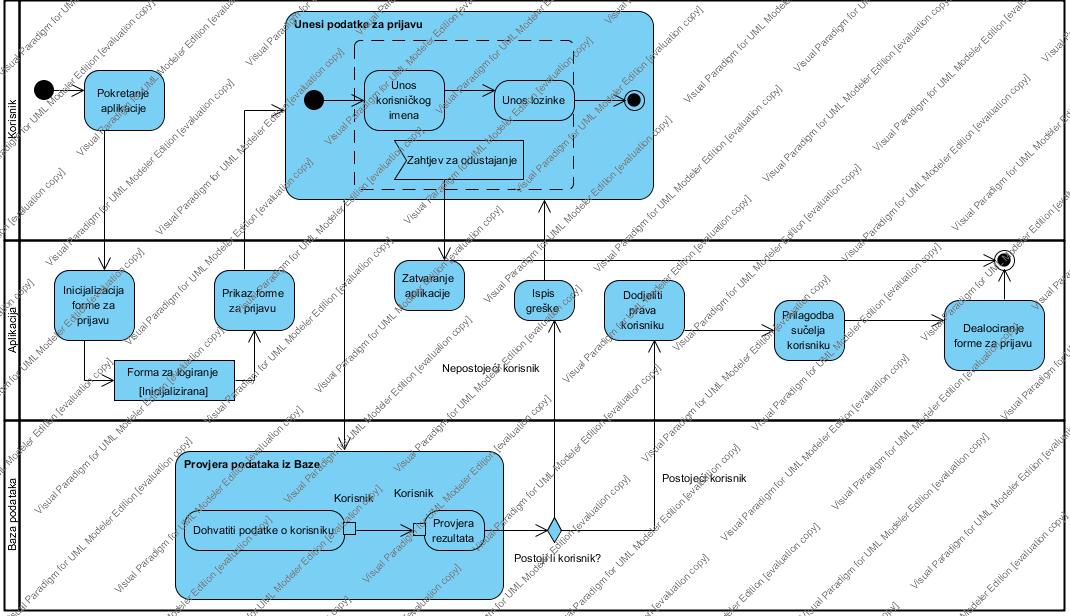 Korisnik
Unesi podatke za prijavu
Pokretanje
aplikacije
Unos
korisničkog
imena
Unos lozinke
Zahtjev za odustajanje
Aplikacija
Inicijalizacija
forme za
prijavu
Prikaz forme
za prijavu
Forma za logiranje
[Inicijalizirana]
Zatvaranje
aplikacije
Ispis
greške
Dodjeliti
prava
korisniku
Prilagodba
sučelja
korisniku
Dealociranje
forme za prijavu
Nepostojeći korisnik
Baza podataka
Provjera podataka iz Baze
Korisnik
Korisnik
Dohvatiti podatke o korisniku
Provjera
rezultata
Postojeći korisnik
Postoji li korisnik?
Visual Paradigm for UML Modeler Edition [evaluation copy]